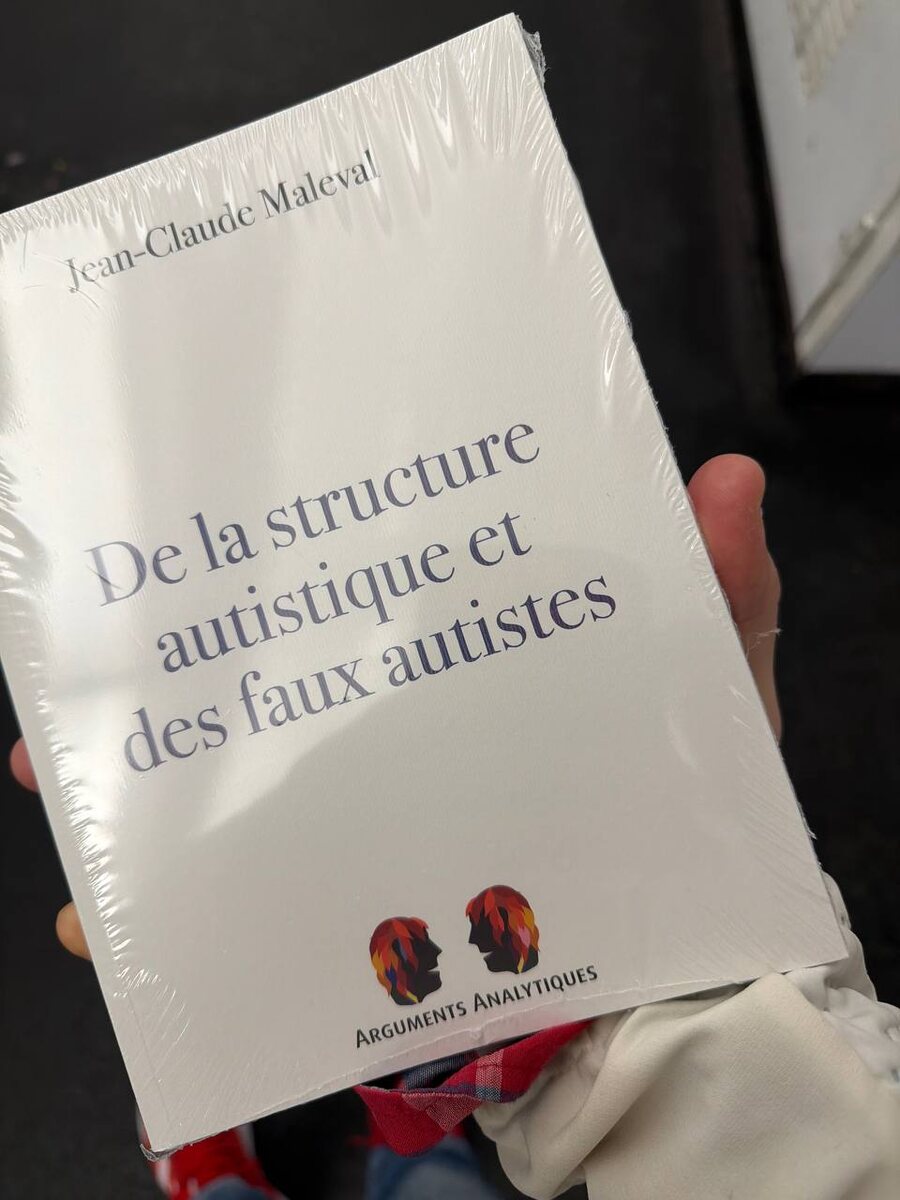 Jean-Claude Maleval
De la structure
autistique et
des faux autistes
Arguments Analytiques